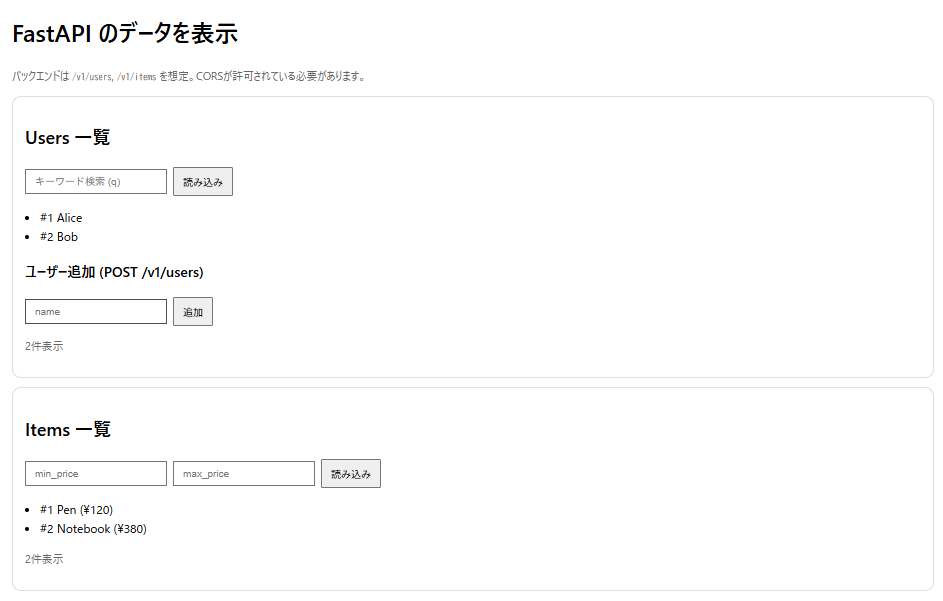 FastAPI のデータを表示
バックエンドは /v1/users, /v1/items を想定。CORSが許可されている必要があります。
Users 一覧
キーワード検索 (q) 読み込み
#1 Alice
#2 Bob
ユーザー追加 (POST /v1/users)
name 追加
2件表示
Items 一覧
min_price max_price 読み込み
#1 Pen (¥120)
#2 Notebook (¥380)
2件表示